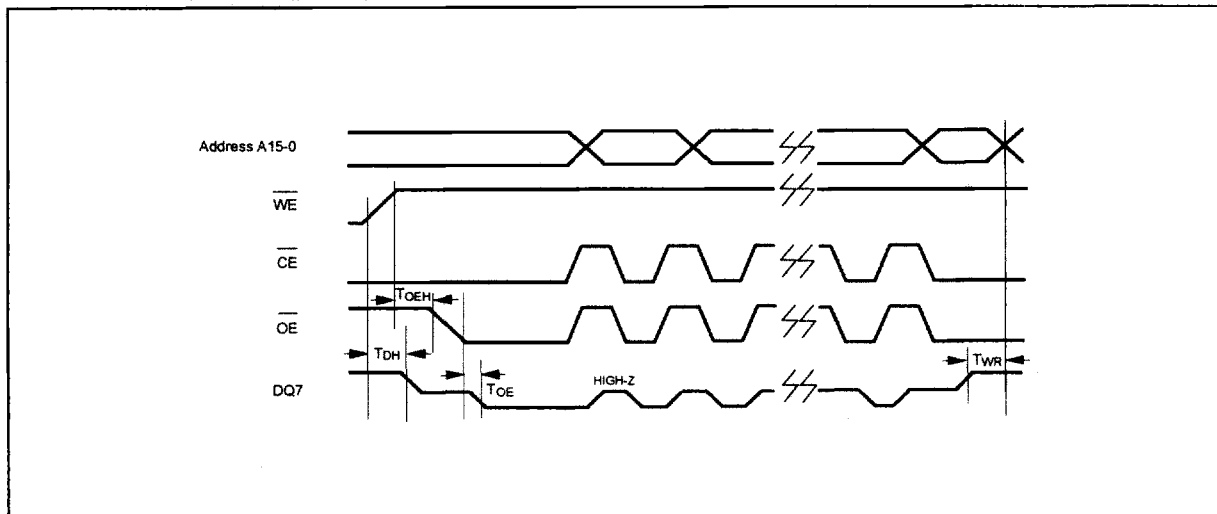 Address A15-0
WE
CE
TOEH
OE
TDH
TWR
TOE
HIGH-Z
DQ7